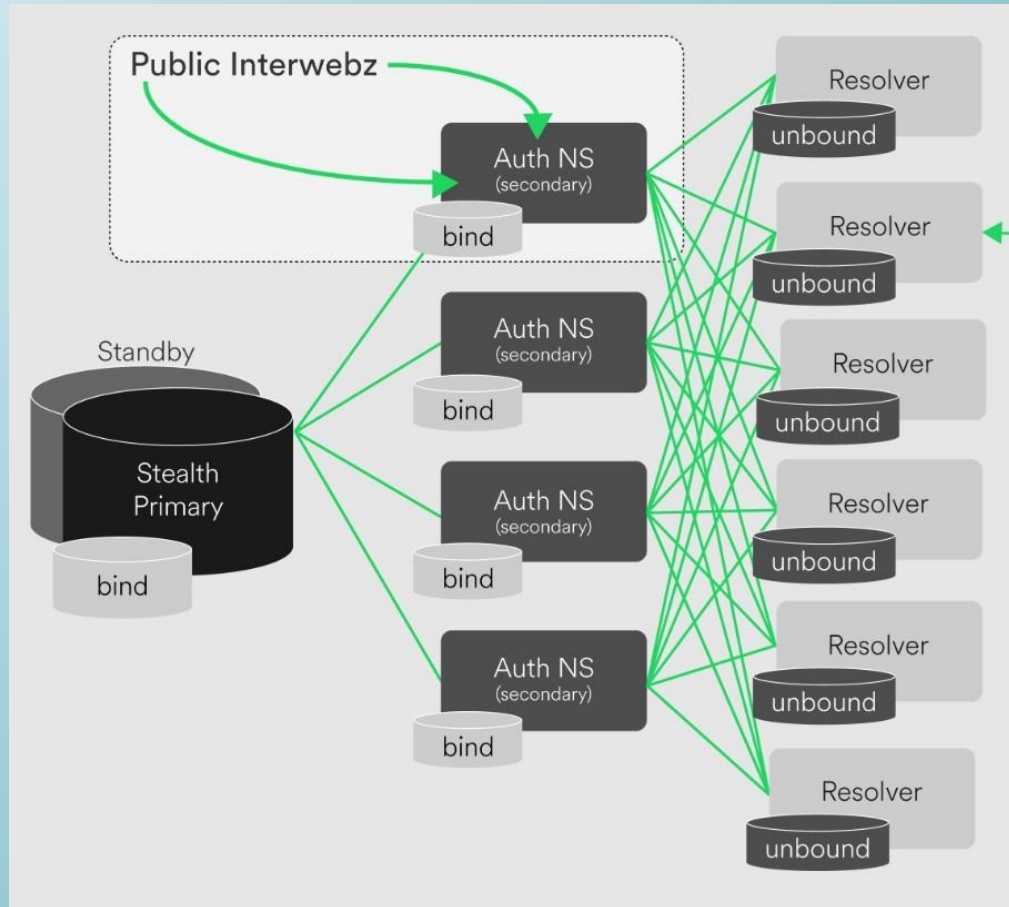 Public Interwebz
Auth NS
(secondary)
bind
Auth NS
(secondary)
bind
Auth NS
(secondary)
bind
Auth NS
(secondary)
bind
Standby
Stealth
Primary
bind
Resolver
unbound
Resolver
unbound
Resolver
unbound
Resolver
unbound
Resolver
unbound
Resolver
unbound